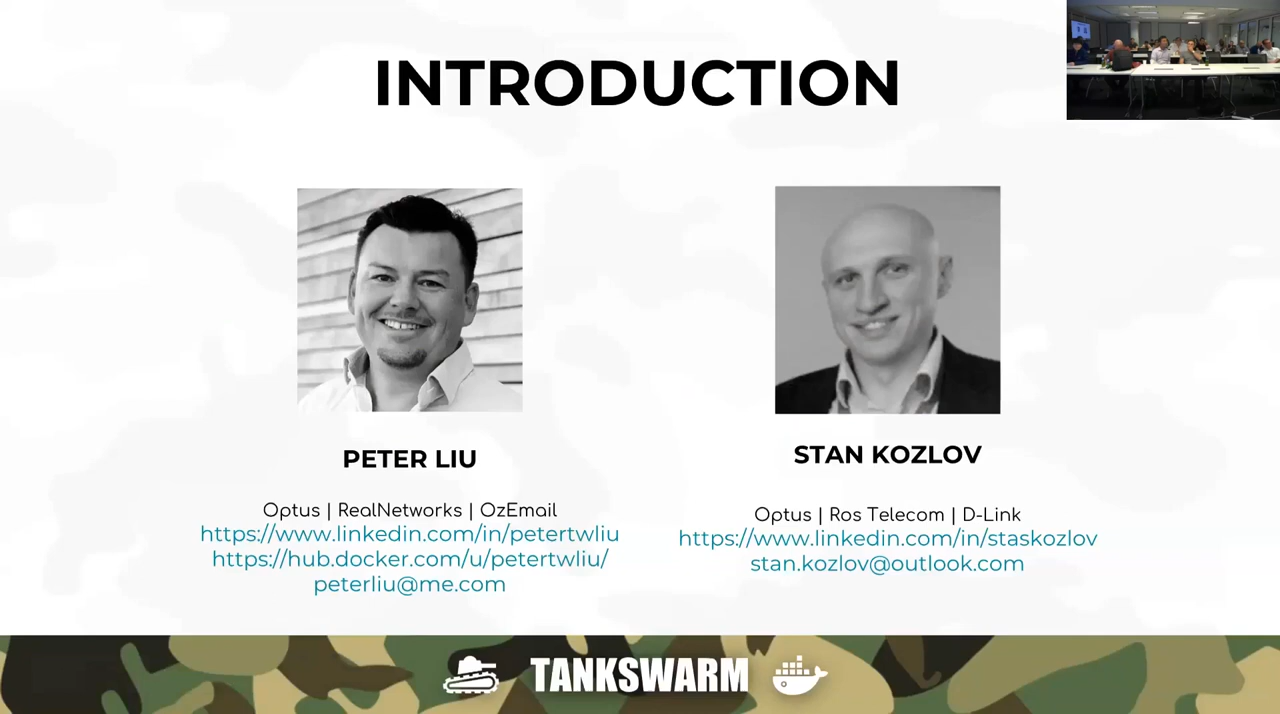 INTRODUCTION
PETER LIU
Optus | RealNetworks | OzEmail
https://www.linkedin.com/in/petertwliu
https://hub.docker.com/u/petertwliu/
peterliu@me.com
STAN KOZLOV
Optus | Ros Telecom | D-Link
https://www.linkedin.com/in/staskozlov
stan.kozlov@outlook.com
TANKSWARM